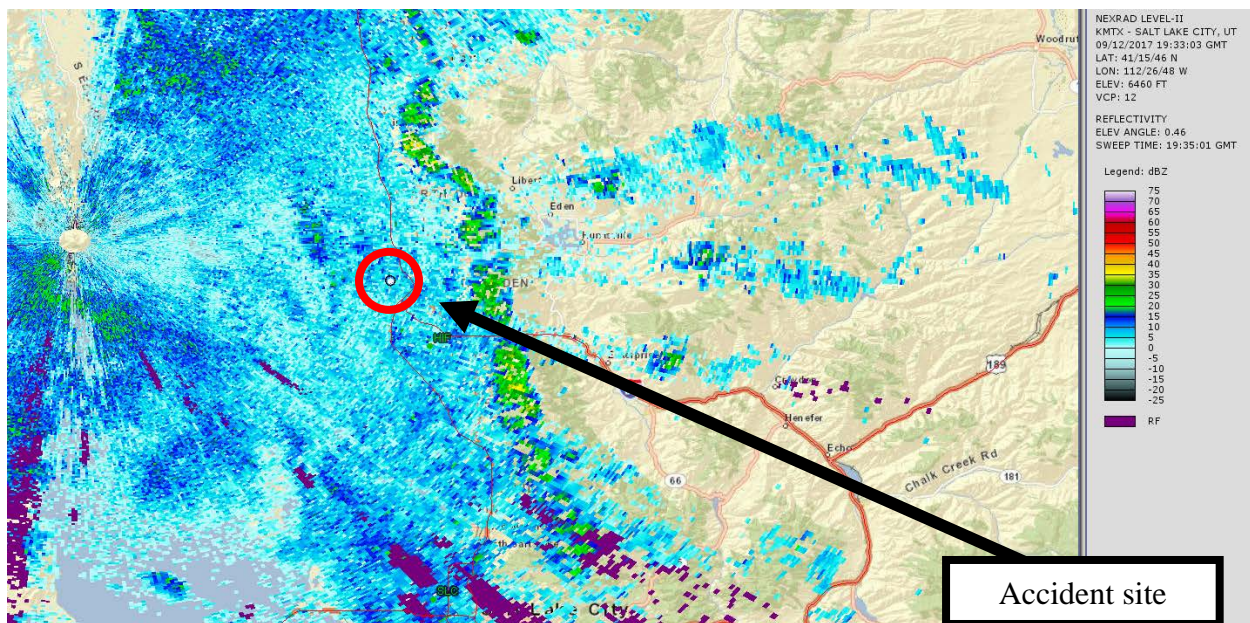 NEXRAD LEVEL-II
KMTX - SALT LAKE CITY, UT
09/12/2017 19:33:03 GMT
LAT: 41/15/46 N
LON: 112/26/48 W
ELEV: 6460 FT
VCP: 12
REFLECTIVITY
ELEV ANGLE: 0.46
SWEEP TIME: 19:35:01 GMT
Legend: dBZ
75
70
65
60
55
50
45
40
35
30
25
20
15
10
5
0
-5
-10
-15
-20
-25
RF
Woodruf
Eden
189
Henefer
Echo
Chalk Creek Rd
181
66
SLC
Lake City
Accident site